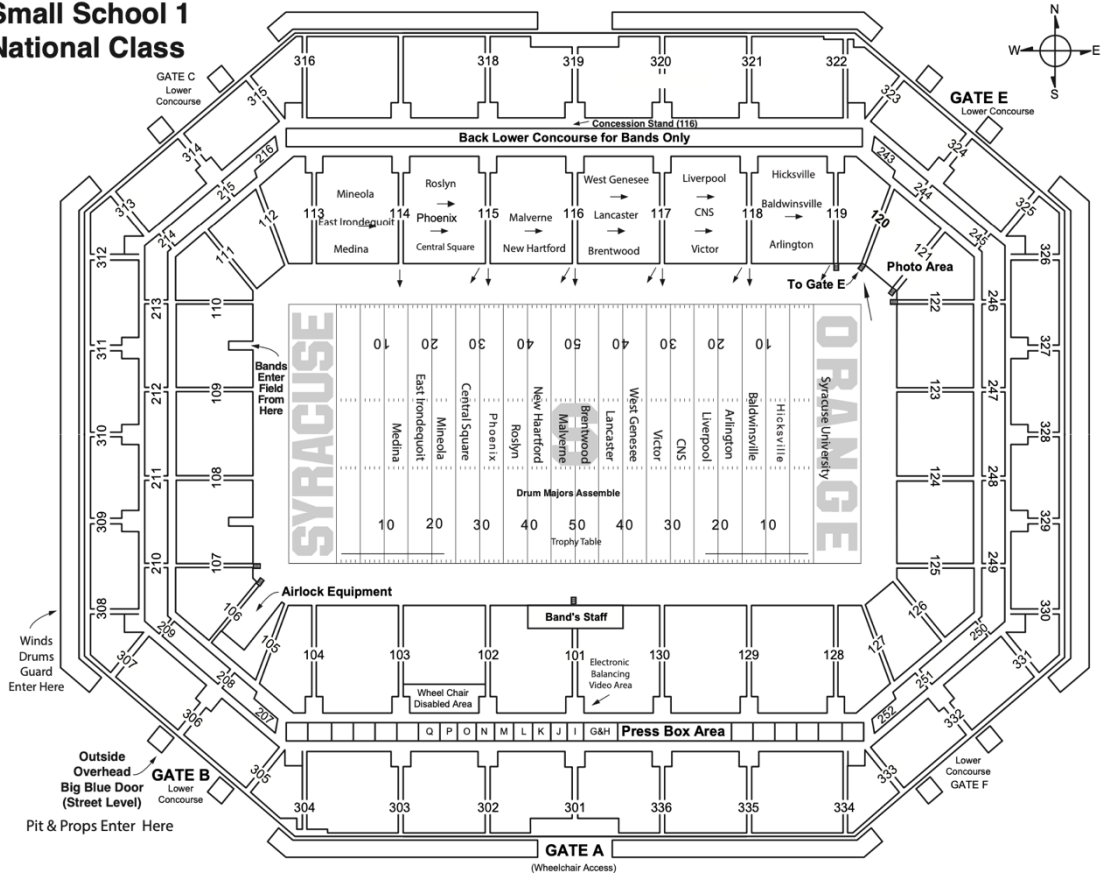 Small School 1
National Class
N
W
E
S
GATE C
Lower
Concourse
GATE E
Lower Concourse
316
318
319
320
321
322
315
314
313
323
324
325
Concession Stand (116)
Back Lower Concourse for Bands Only
216
215
214
243
244
245
112
111
113
114
115
116
117
118
119
120
121
Mineola
East Irondequoit
Medina
Roslyn
Phoenix
Central Square
Malverne
New Hartford
West Genesee
Lancaster
Brentwood
Liverpool
CNS
Victor
Hicksville
Baldwinsville
Arlington
To Gate E
Photo Area
312
311
310
309
308
213
212
211
210
110
109
108
107
Bands
Enter
Field
From
Here
SYRACUSE
ORANGE
10
20
30
40
50
40
30
20
10
Medina
East Irondequoit
Mineola
Central Square
Phoenix
Roslyn
New Haartford
Malverne
Brentwood
S
Lancaster
West Genesee
Victor
CNS
Liverpool
Arlington
Baldwinsville
Hicksville
Syracuse University
Drum Majors Assemble
10
20
30
40
50
40
30
20
10
Trophy Table
122
123
124
125
246
247
248
249
326
327
328
329
330
Airlock Equipment
106
105
209
208
207
307
306
305
Winds
Drums
Guard
Enter Here
Band's Staff
104
103
102
101
130
129
128
127
126
250
251
252
331
332
333
Electronic
Balancing
Video Area
Wheel Chair
Disabled Area
Q
P
O
N
M
L
K
J
I
G&H
Press Box Area
Outside
Overhead
Big Blue Door
(Street Level)
GATE B
Lower
Concourse
Pit & Props Enter Here
Lower
Concourse
GATE F
304
303
302
301
336
335
334
GATE A
(Wheelchair Access)